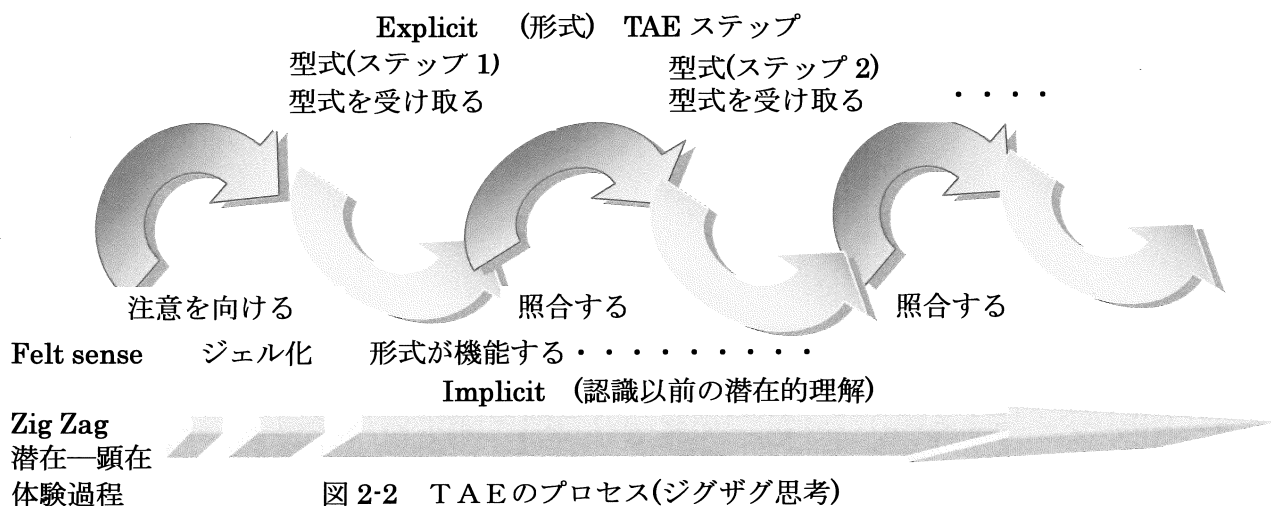 Explicit (形式) TAE ステップ
型式(ステップ 1) 型式(ステップ 2)
型式を受け取る 型式を受け取る ・・・・
注意を向ける 照合する 照合する
Felt sense ジェル化 形式が機能する・・・・・・・・・
Implicit (認識以前の潜在的理解)
Zig Zag
潜在―顕在
体験過程 図 2-2 ТAEのプロセス(ジグザグ思考)